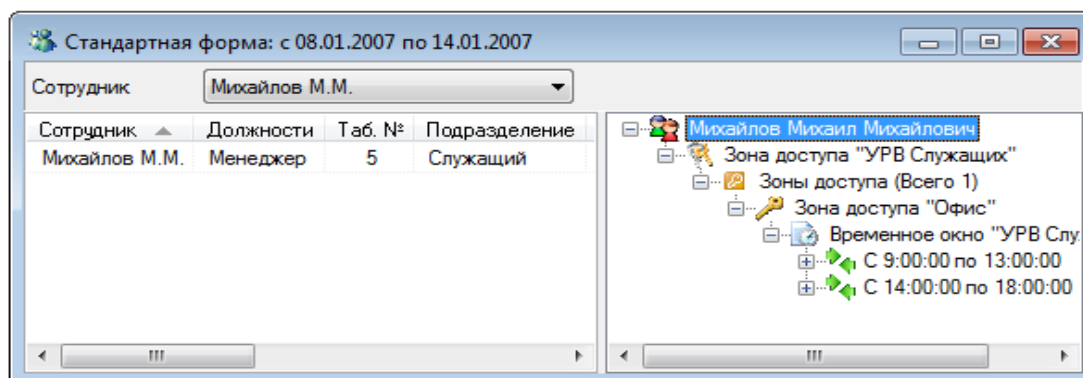 Стандартная форма: с 08.01.2007 по 14.01.2007
Сотрудник Михайлов М.М.
Сотрудник Должности Таб. № Подразделение
Михайлов М.М. Менеджер 5 Служащий
Михайлов Михаил Михайлович
Зона доступа "УРВ Служащих"
Зоны доступа (Всего 1)
Зона доступа "Офис"
Временное окно "УРВ Слу
С 9:00:00 по 13:00:00
С 14:00:00 по 18:00:00